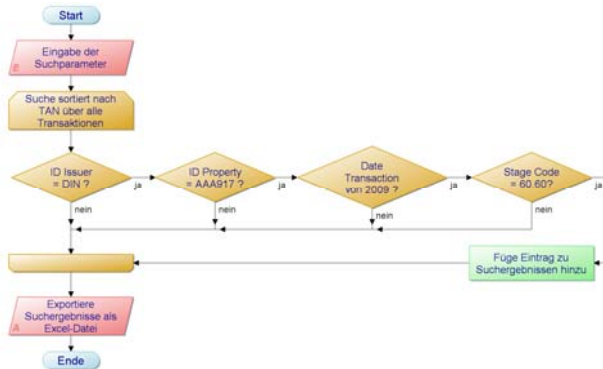 Start
Eingabe der
Suchparameter
E
Suche sortiert nach
TAN über alle
Transaktionen
ID Issuer
= DIN ?
ja
ID Property
= AAA917 ?
ja
Date
Transaction
von 2009 ?
ja
Stage Code
= 60.60?
ja
nein
nein
nein
nein
Füge Eintrag zu
Suchergebnissen hinzu
Exportiere
Suchergebnisse als
Excel-Datei
A
Ende